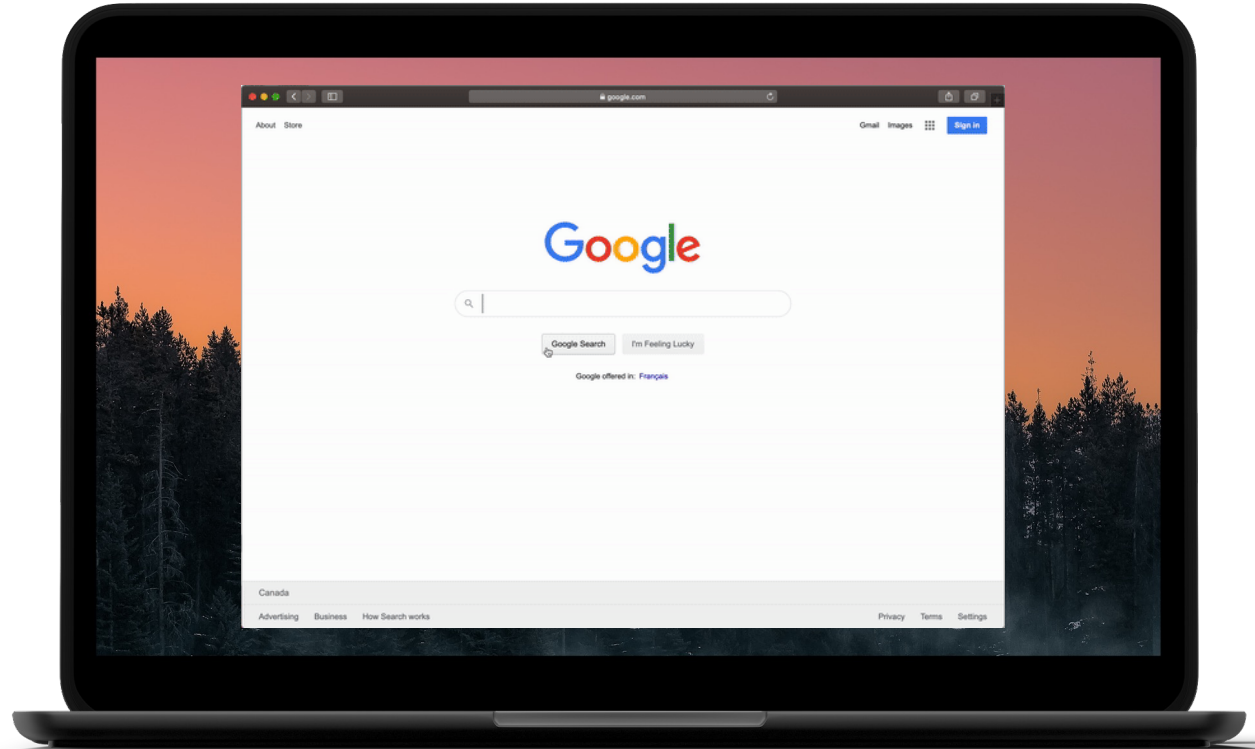 google.com
About Store Gmail Images Sign in
Google
Google Search I'm Feeling Lucky
Google offered in: Français
Canada
Advertising Business How Search works Privacy Terms Settings